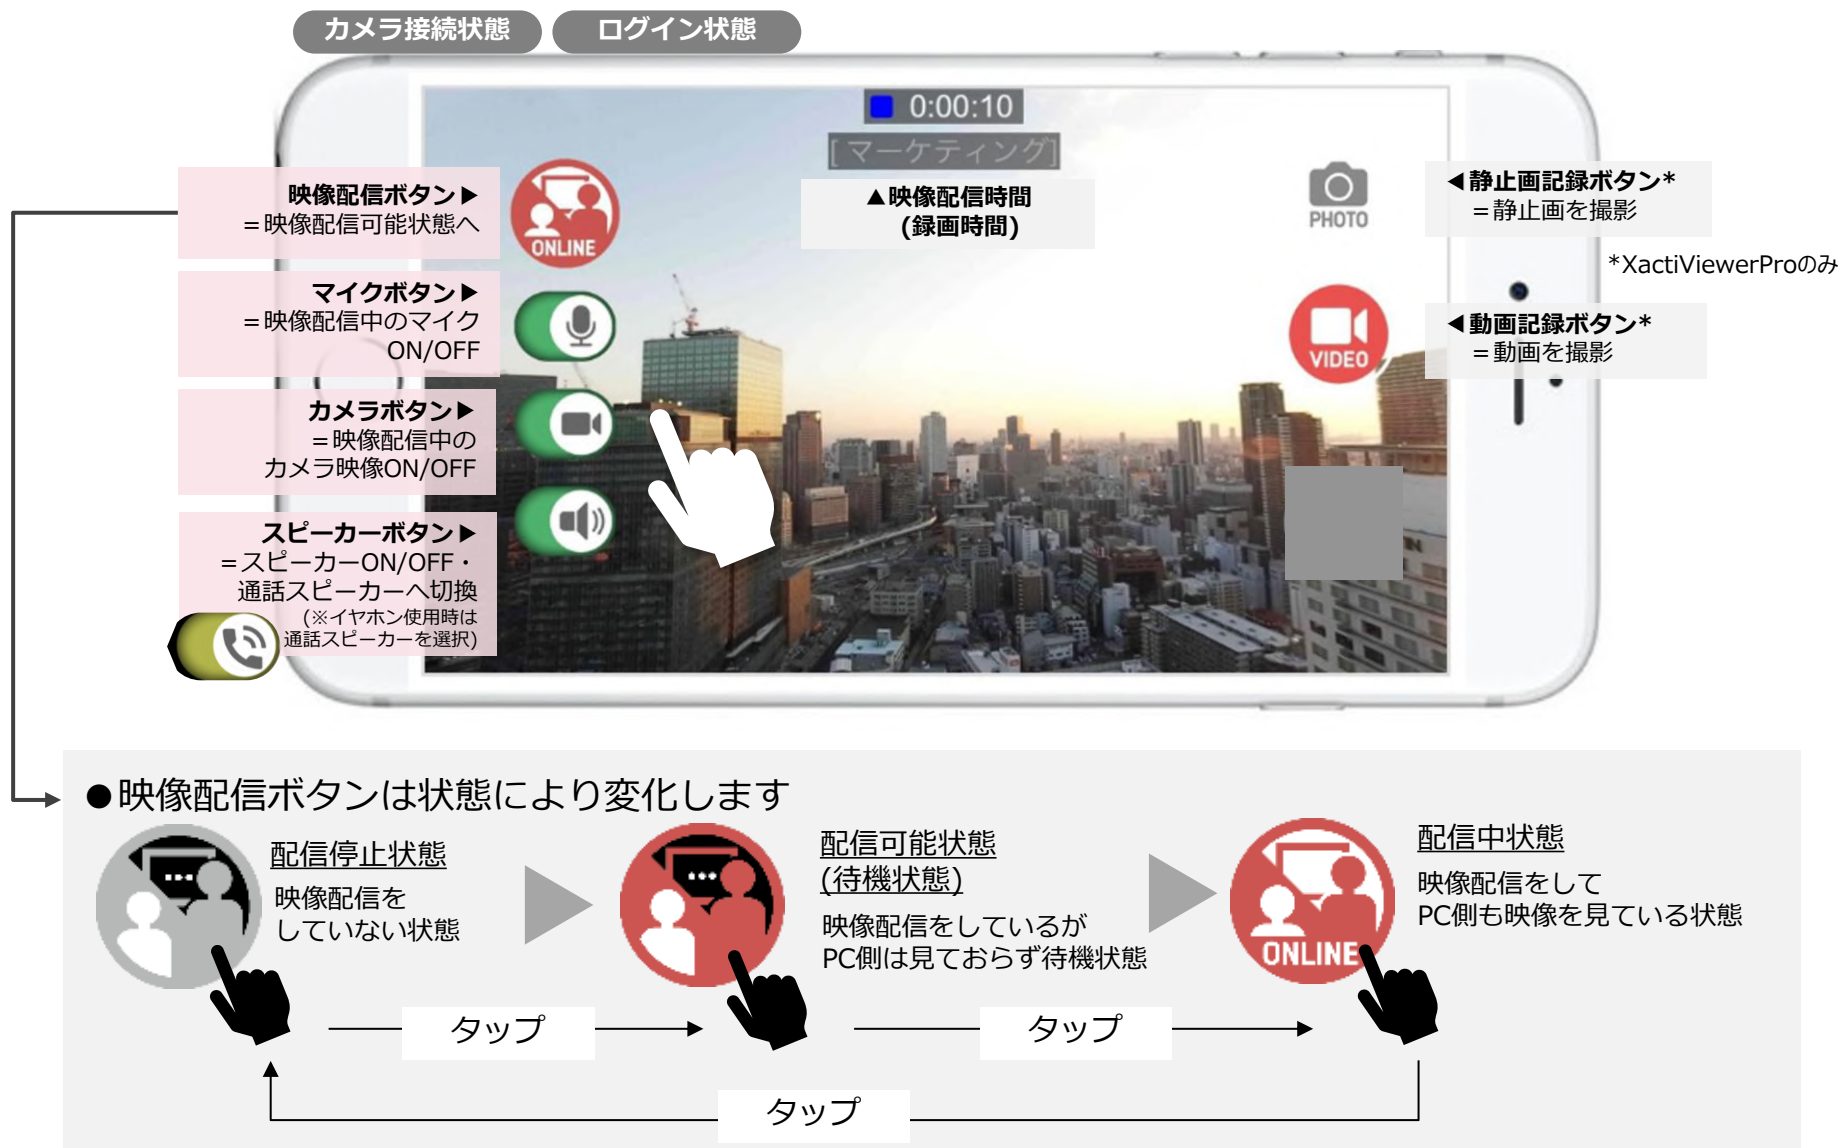 カメラ接続状態
ログイン状態
0:00:10
[マーケティング]
▲映像配信時間
(録画時間)
映像配信ボタン▶
＝映像配信可能状態へ
ONLINE
マイクボタン▶
＝映像配信中のマイク
ON/OFF
カメラボタン▶
＝映像配信中の
カメラ映像ON/OFF
スピーカーボタン▶
＝スピーカーON/OFF・
通話スピーカーへ切換
(※イヤホン使用時は
通話スピーカーを選択)
PHOTO
◀静止画記録ボタン*
＝静止画を撮影
*XactiViewerProのみ
VIDEO
◀動画記録ボタン*
＝動画を撮影
●映像配信ボタンは状態により変化します
配信停止状態
映像配信を
していない状態
配信可能状態
(待機状態)
映像配信をしているが
PC側は見ておらず待機状態
ONLINE
配信中状態
映像配信をして
PC側も映像を見ている状態
タップ
タップ
タップ